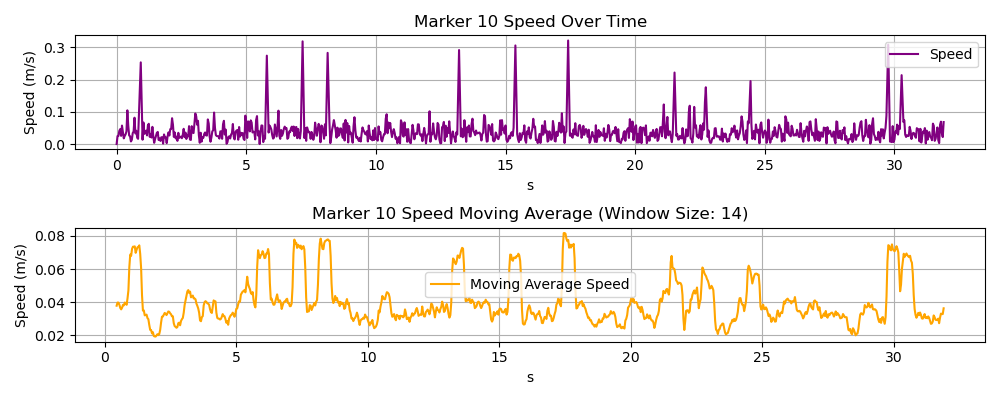 Marker 10 Speed Over Time
Speed (m/s)
0.3
0.2
0.1
0.0
Speed
0 5 10 15 20 25 30
s
Marker 10 Speed Moving Average (Window Size: 14)
Speed (m/s)
0.08
0.06
0.04
0.02
Moving Average Speed
0 5 10 15 20 25 30
s